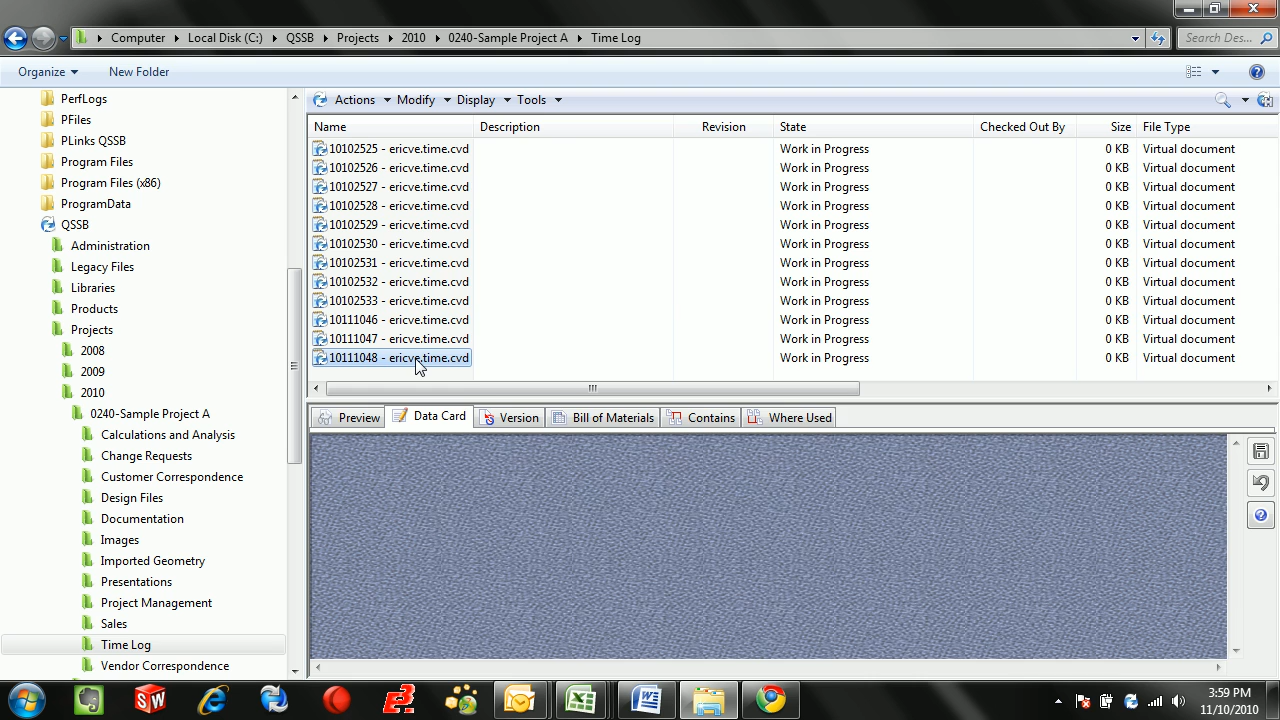 Computer Local Disk (C:) QSSB Projects 2010 0240-Sample Project A Time Log Search Des...
Organize New Folder
PerfLogs
PFiles
PLinks QSSB
Program Files
Program Files (x86)
ProgramData
QSSB
Administration
Legacy Files
Libraries
Products
Projects
2008
2009
2010
0240-Sample Project A
Calculations and Analysis
Change Requests
Customer Correspondence
Design Files
Documentation
Images
Imported Geometry
Presentations
Project Management
Sales
Time Log
Vendor Correspondence
Actions Modify Display Tools
Name Description Revision State Checked Out By Size File Type
10102525 - ericve.time.cvd Work in Progress 0 KB Virtual document
10102526 - ericve.time.cvd Work in Progress 0 KB Virtual document
10102527 - ericve.time.cvd Work in Progress 0 KB Virtual document
10102528 - ericve.time.cvd Work in Progress 0 KB Virtual document
10102529 - ericve.time.cvd Work in Progress 0 KB Virtual document
10102530 - ericve.time.cvd Work in Progress 0 KB Virtual document
10102531 - ericve.time.cvd Work in Progress 0 KB Virtual document
10102532 - ericve.time.cvd Work in Progress 0 KB Virtual document
10102533 - ericve.time.cvd Work in Progress 0 KB Virtual document
10111046 - ericve.time.cvd Work in Progress 0 KB Virtual document
10111047 - ericve.time.cvd Work in Progress 0 KB Virtual document
10111048 - ericve.time.cvd Work in Progress 0 KB Virtual document
Preview Data Card Version Bill of Materials Contains Where Used
3:59 PM
11/10/2010